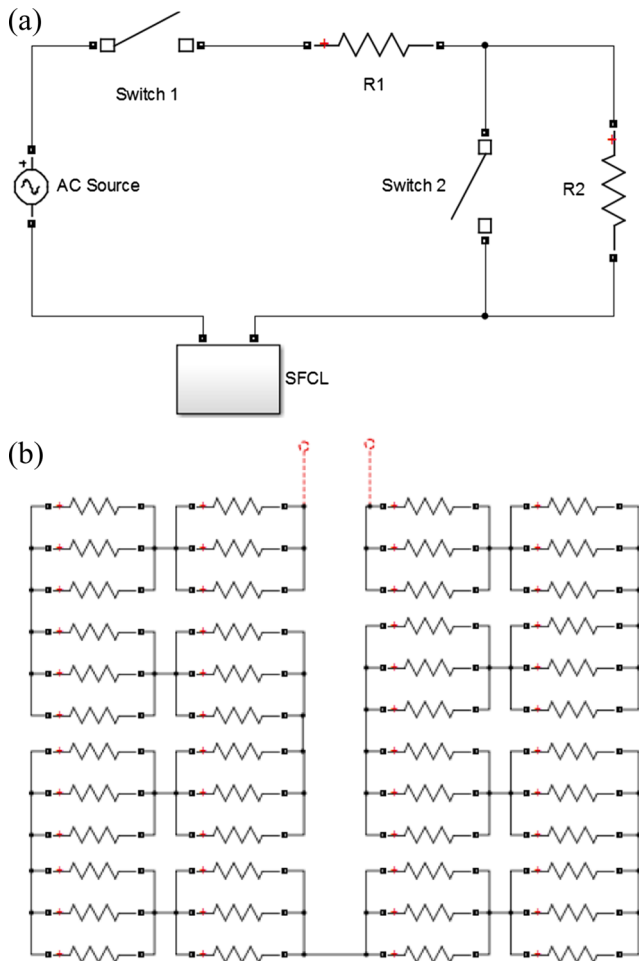 (a)
Switch 1
R1
AC Source
Switch 2
R2
SFCL
(b)